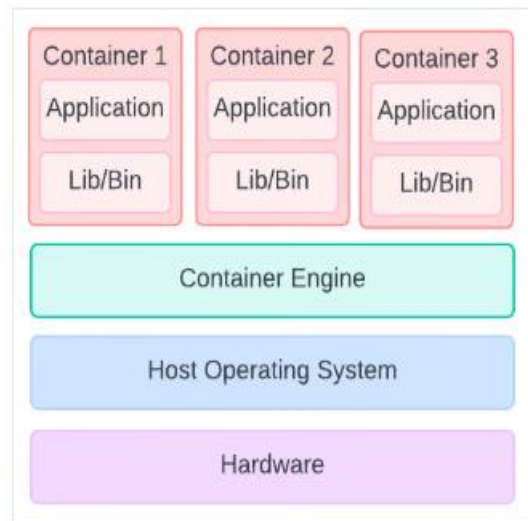 Container 1
Application
Lib/Bin
Container 2
Application
Lib/Bin
Container 3
Application
Lib/Bin
Container Engine
Host Operating System
Hardware